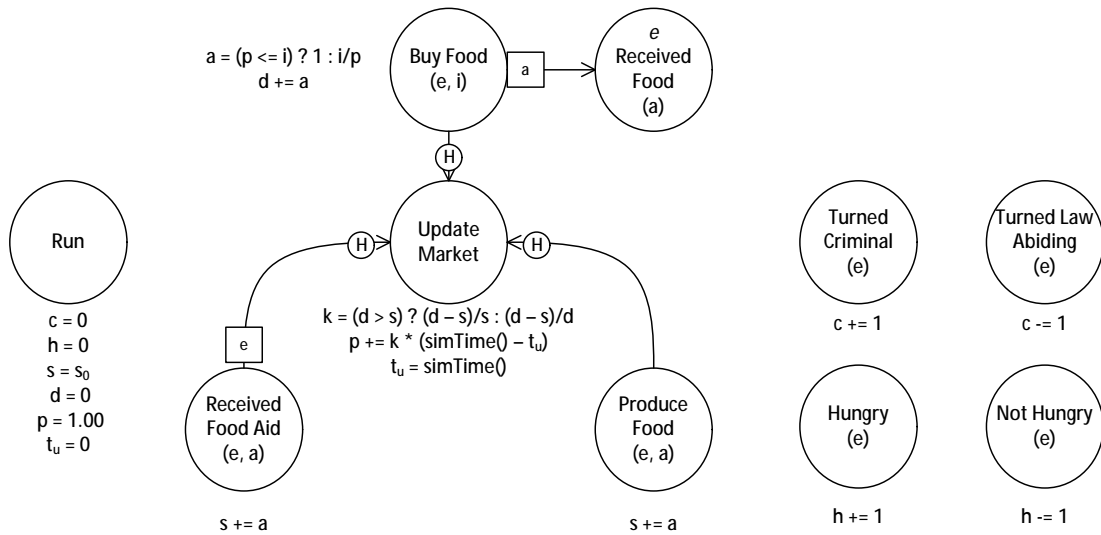 a = (p <= i) ? 1 : i/p
d += a
Buy Food
(e, i)
a
e
Received
Food
(a)
H
Run
c = 0
h = 0
s = s₀
d = 0
p = 1.00
tᵤ = 0
H
Update
Market
H
k = (d > s) ? (d – s)/s : (d – s)/d
p += k * (simTime() – tᵤ)
tᵤ = simTime()
e
Received
Food Aid
(e, a)
s += a
Produce
Food
(e, a)
s += a
Turned
Criminal
(e)
c += 1
Turned Law
Abiding
(e)
c -= 1
Hungry
(e)
h += 1
Not Hungry
(e)
h -= 1